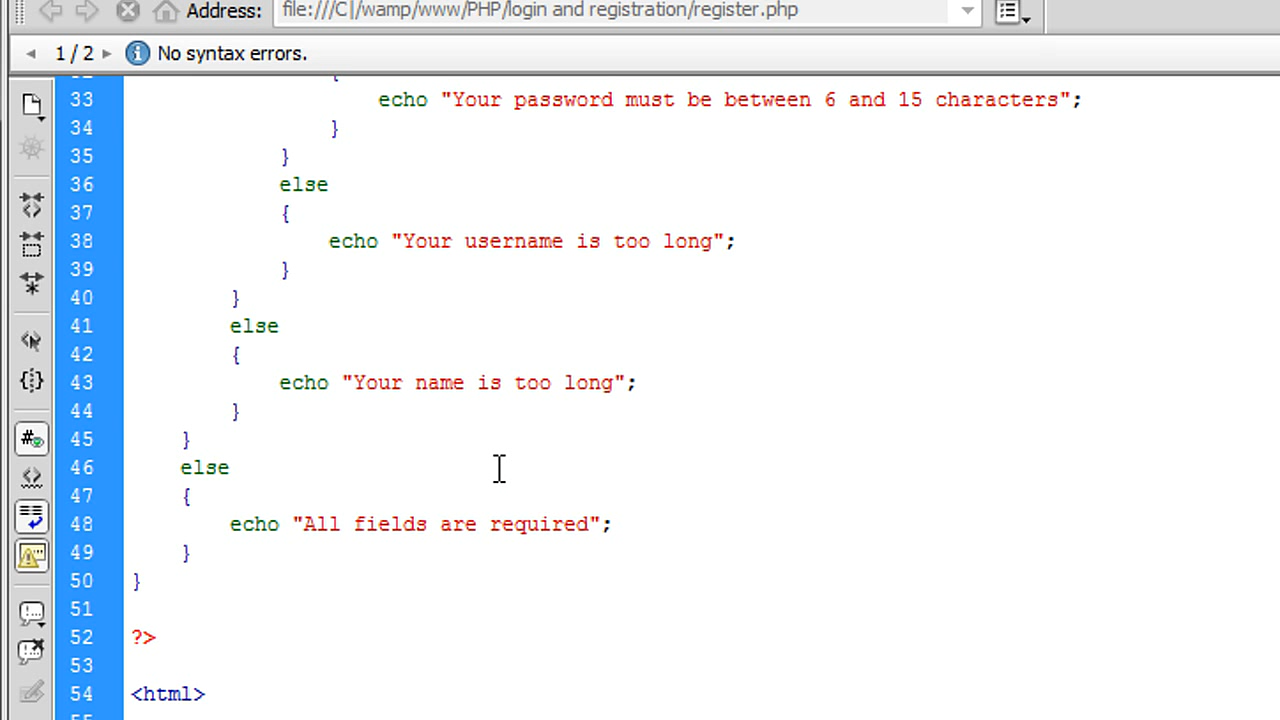 Address: file:///C|/wamp/www/PHP/login and registration/register.php
1 / 2 No syntax errors.
33 echo "Your password must be between 6 and 15 characters";
34 }
35 }
36 else
37 {
38 echo "Your username is too long";
39 }
40 }
41 else
42 {
43 echo "Your name is too long";
44 }
45 }
46 else
47 {
48 echo "All fields are required";
49 }
50 }
51
52 ?>
53
54 <html>